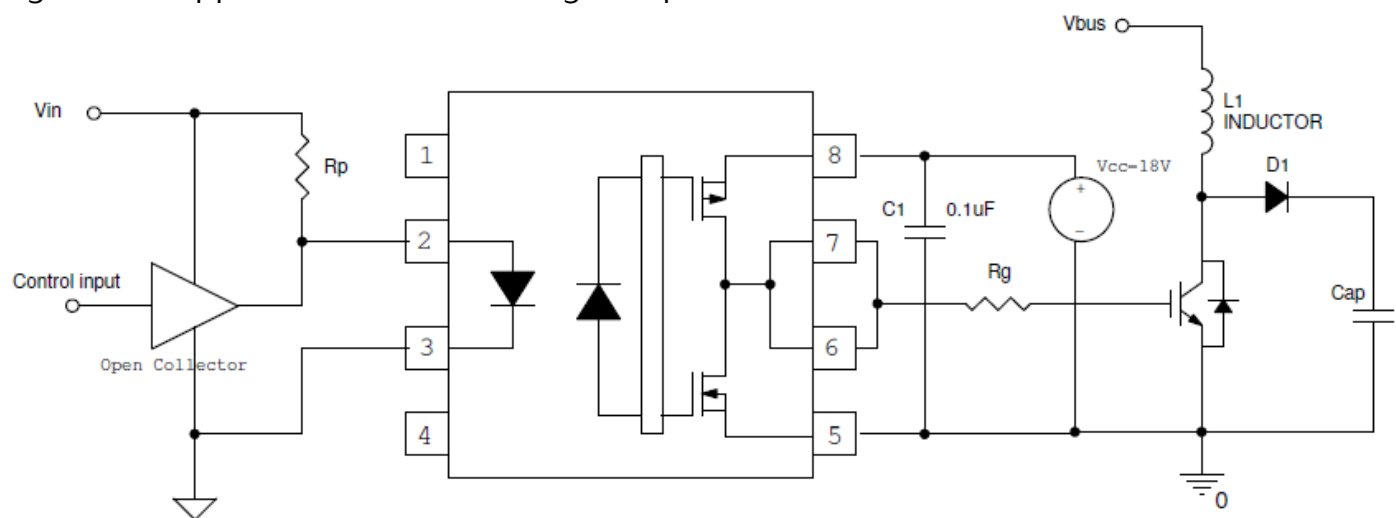 Vbus
Vin
Rp
Control input
Open Collector
1
2
3
4
8
7
6
5
C1
0.1uF
Vcc=18V
Rg
L1
INDUCTOR
D1
Cap
0